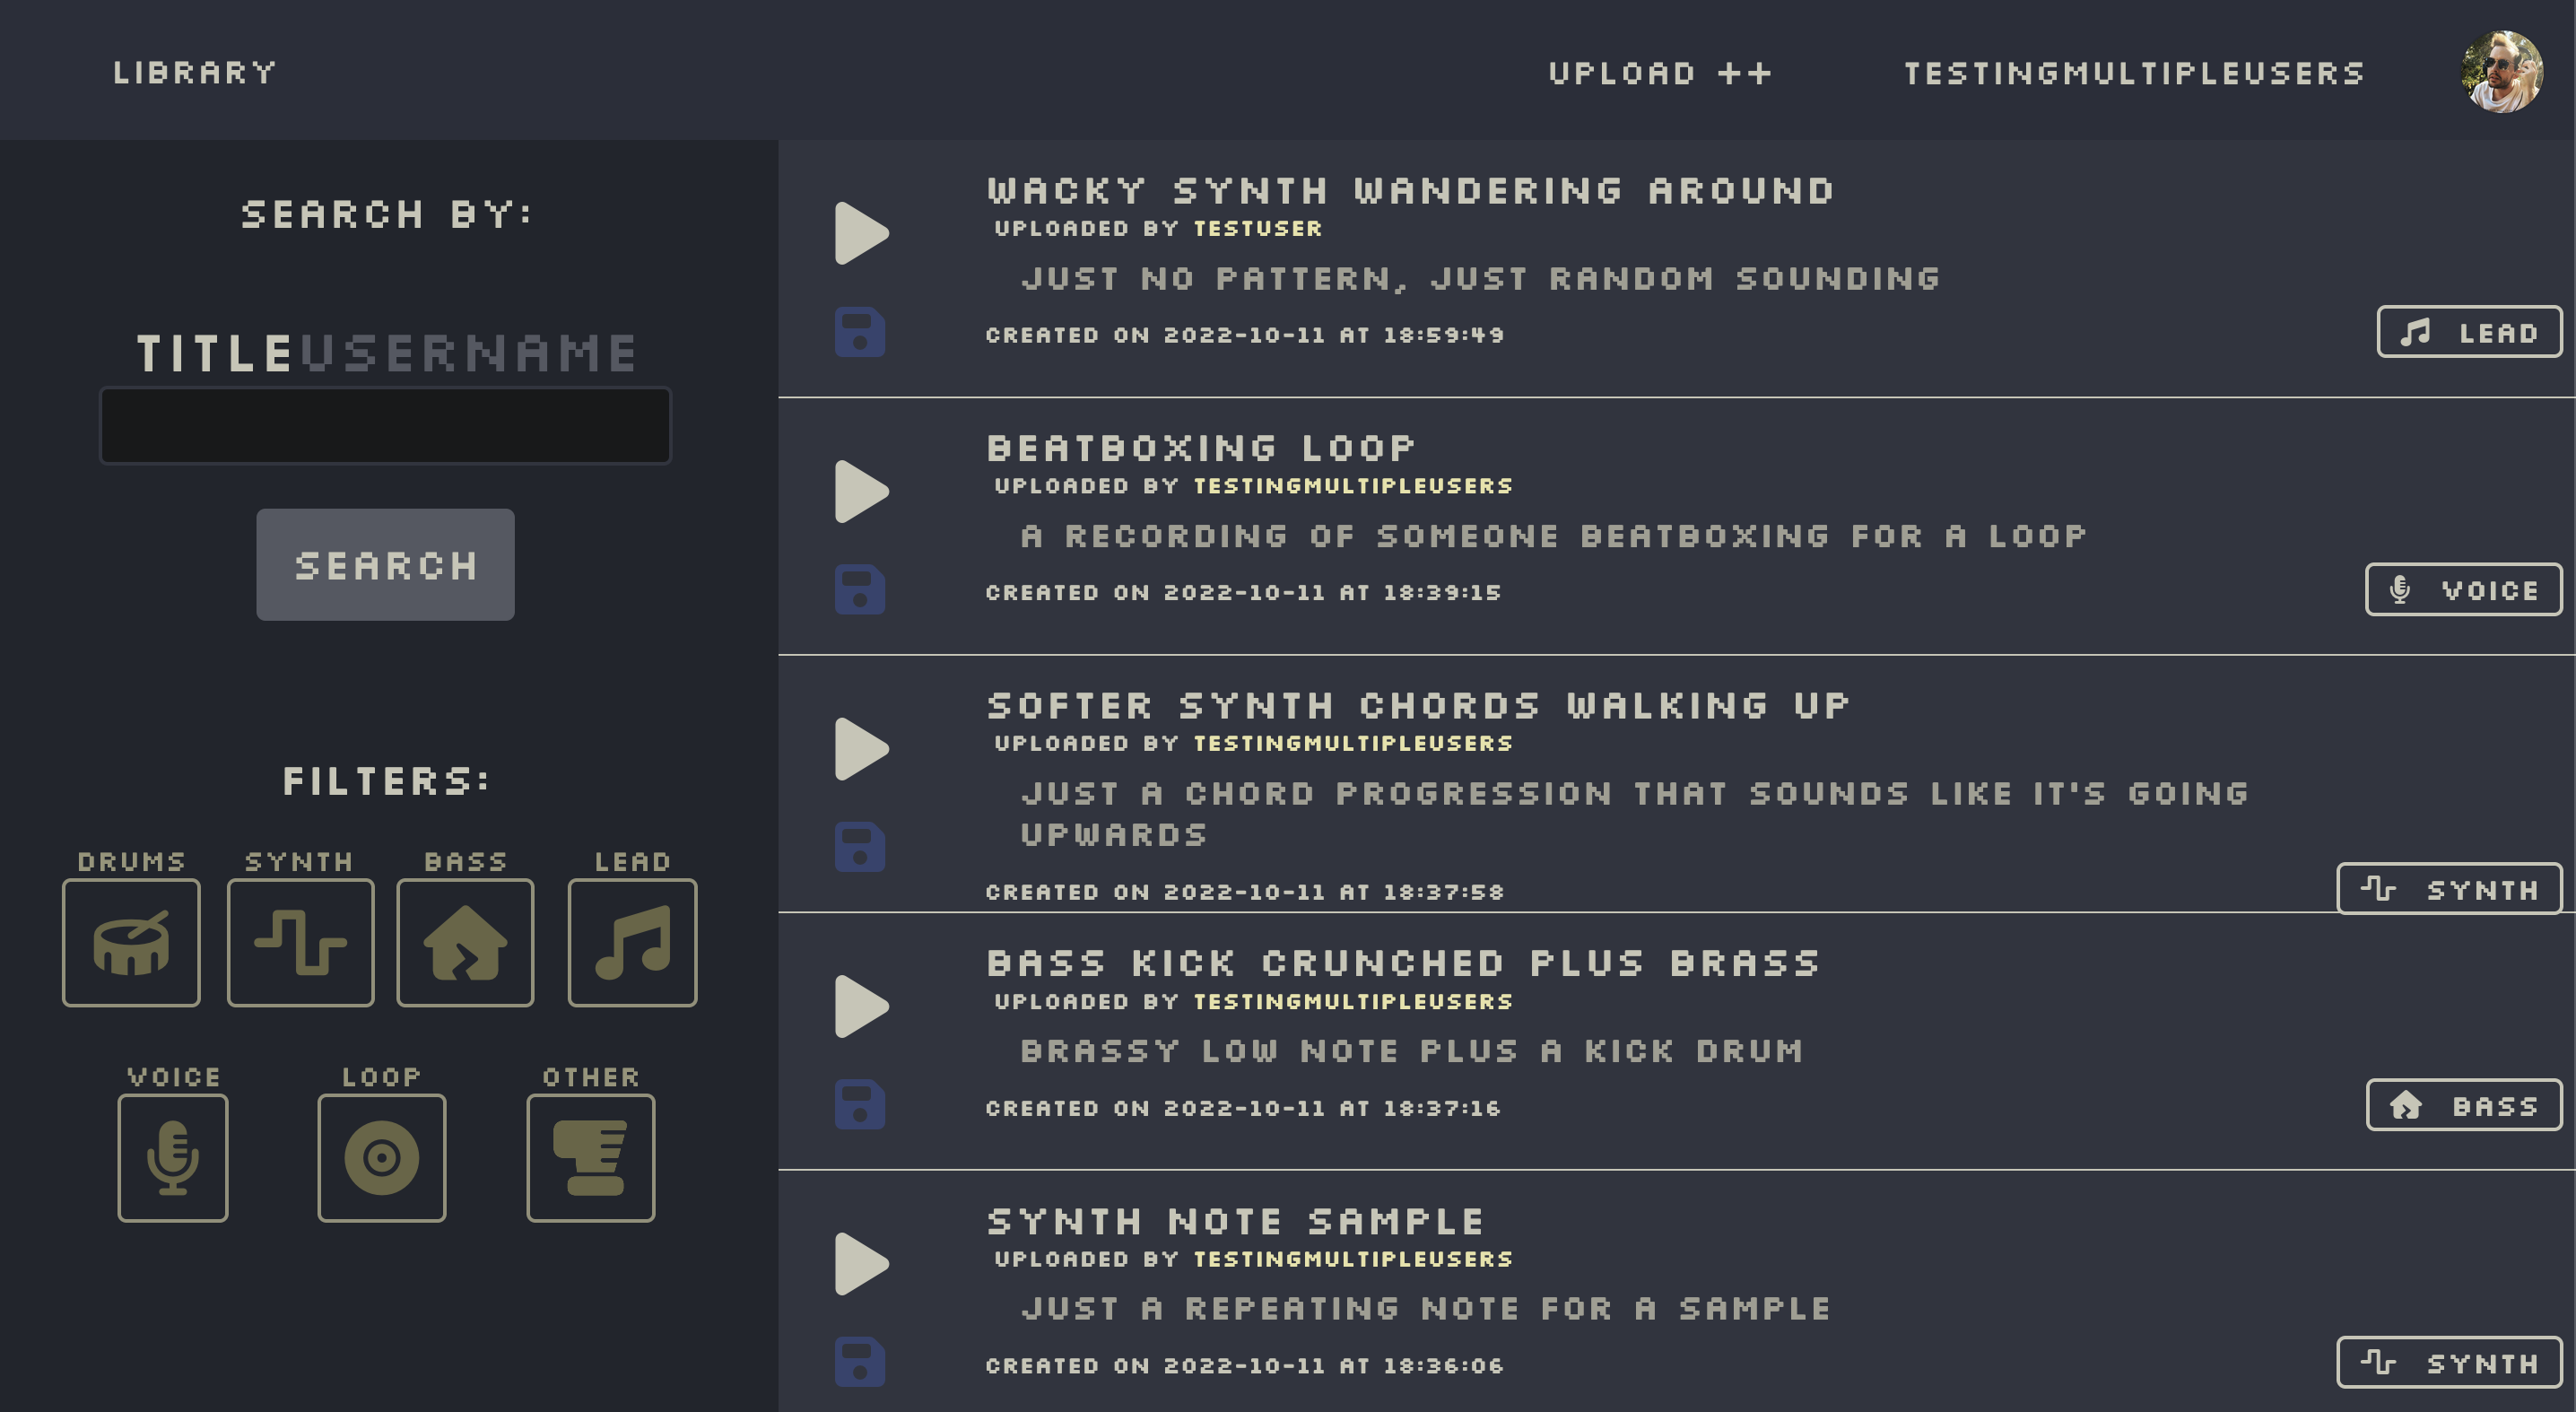 LIBRARY
UPLOAD ++
TESTINGMULTIPLEUSERS
SEARCH BY:
TITLE USERNAME
SEARCH
FILTERS:
DRUMS SYNTH BASS LEAD
VOICE LOOP OTHER
WACKY SYNTH WANDERING AROUND
UPLOADED BY TESTUSER
JUST NO PATTERN, JUST RANDOM SOUNDING
CREATED ON 2022-10-11 AT 18:59:49
LEAD
BEATBOXING LOOP
UPLOADED BY TESTINGMULTIPLEUSERS
A RECORDING OF SOMEONE BEATBOXING FOR A LOOP
CREATED ON 2022-10-11 AT 18:39:15
VOICE
SOFTER SYNTH CHORDS WALKING UP
UPLOADED BY TESTINGMULTIPLEUSERS
JUST A CHORD PROGRESSION THAT SOUNDS LIKE IT'S GOING
UPWARDS
CREATED ON 2022-10-11 AT 18:37:58
SYNTH
BASS KICK CRUNCHED PLUS BRASS
UPLOADED BY TESTINGMULTIPLEUSERS
BRASSY LOW NOTE PLUS A KICK DRUM
CREATED ON 2022-10-11 AT 18:37:16
BASS
SYNTH NOTE SAMPLE
UPLOADED BY TESTINGMULTIPLEUSERS
JUST A REPEATING NOTE FOR A SAMPLE
CREATED ON 2022-10-11 AT 18:36:06
SYNTH